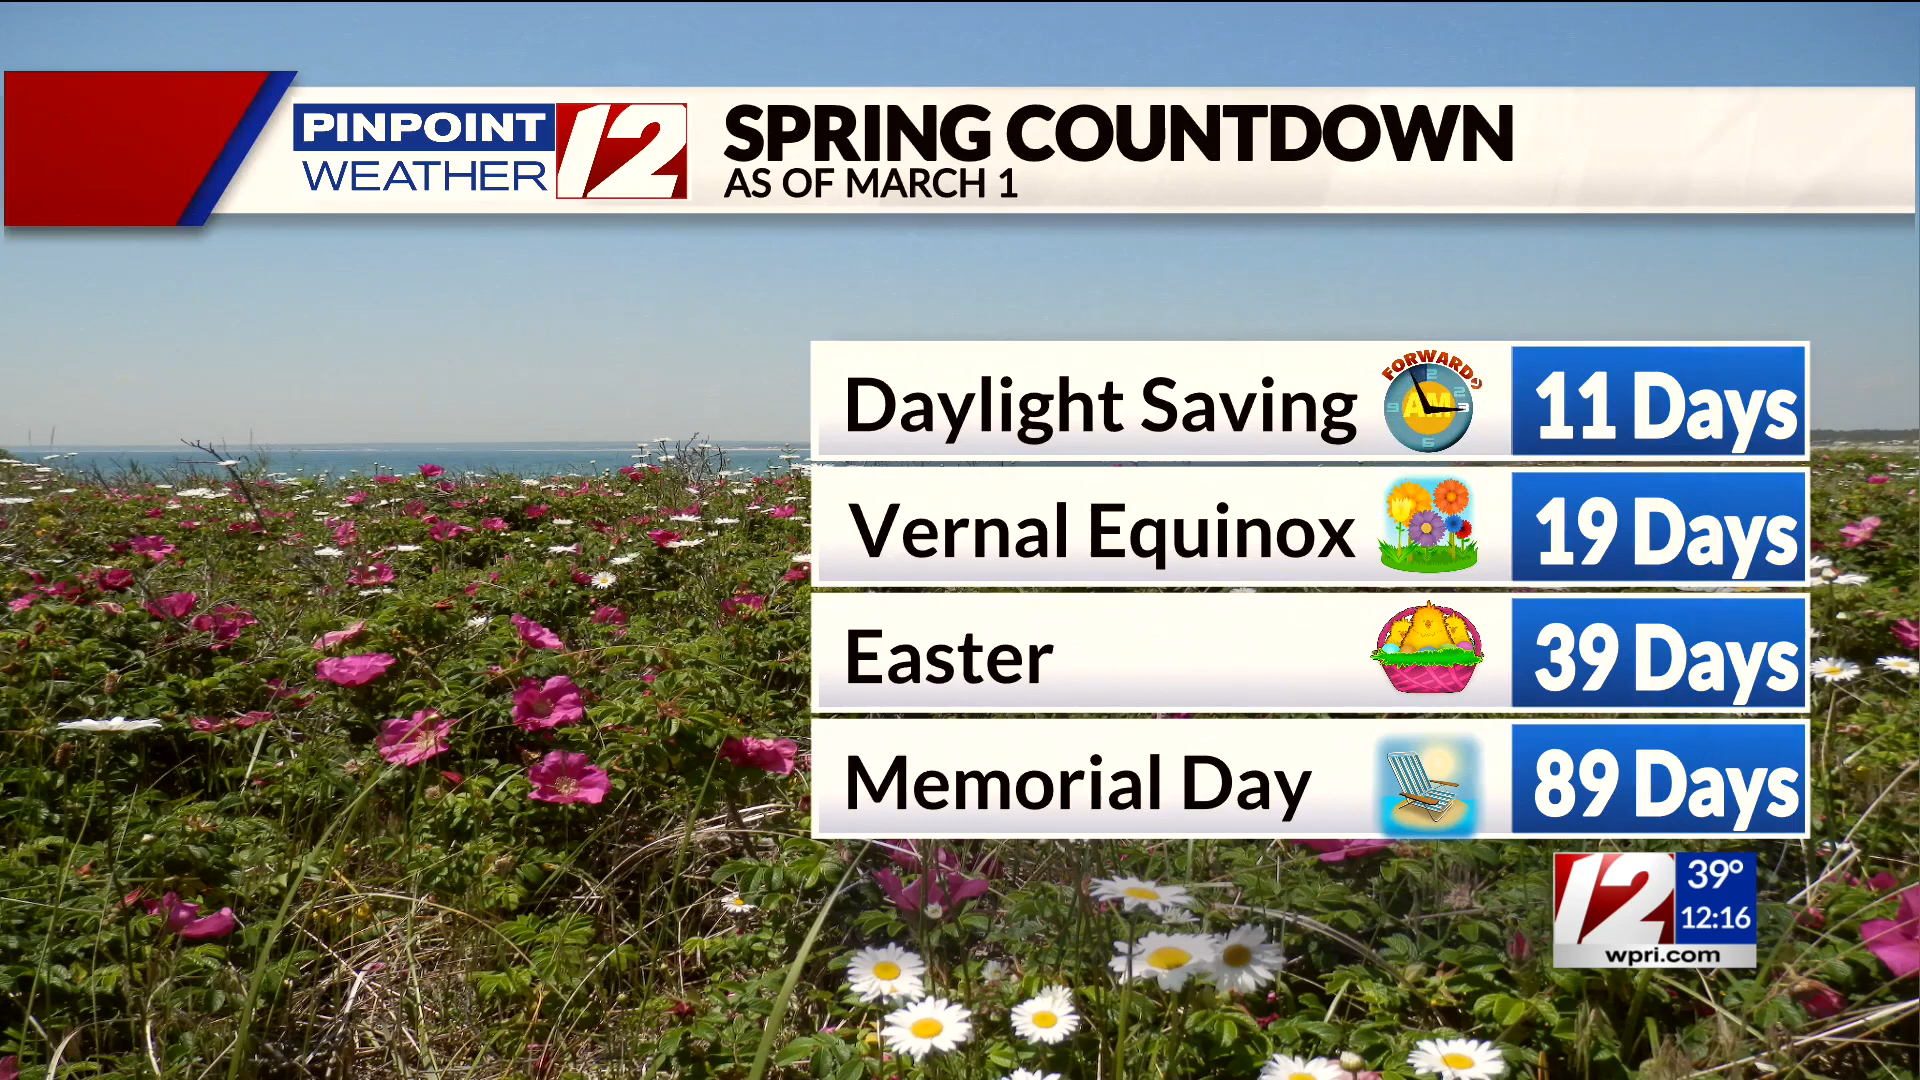 PINPOINT
WEATHER
12
SPRING COUNTDOWN
AS OF MARCH 1
Daylight Saving
FORWARD
AM
11 Days
Vernal Equinox
19 Days
Easter
39 Days
Memorial Day
89 Days
12
39°
12:16
wpri.com